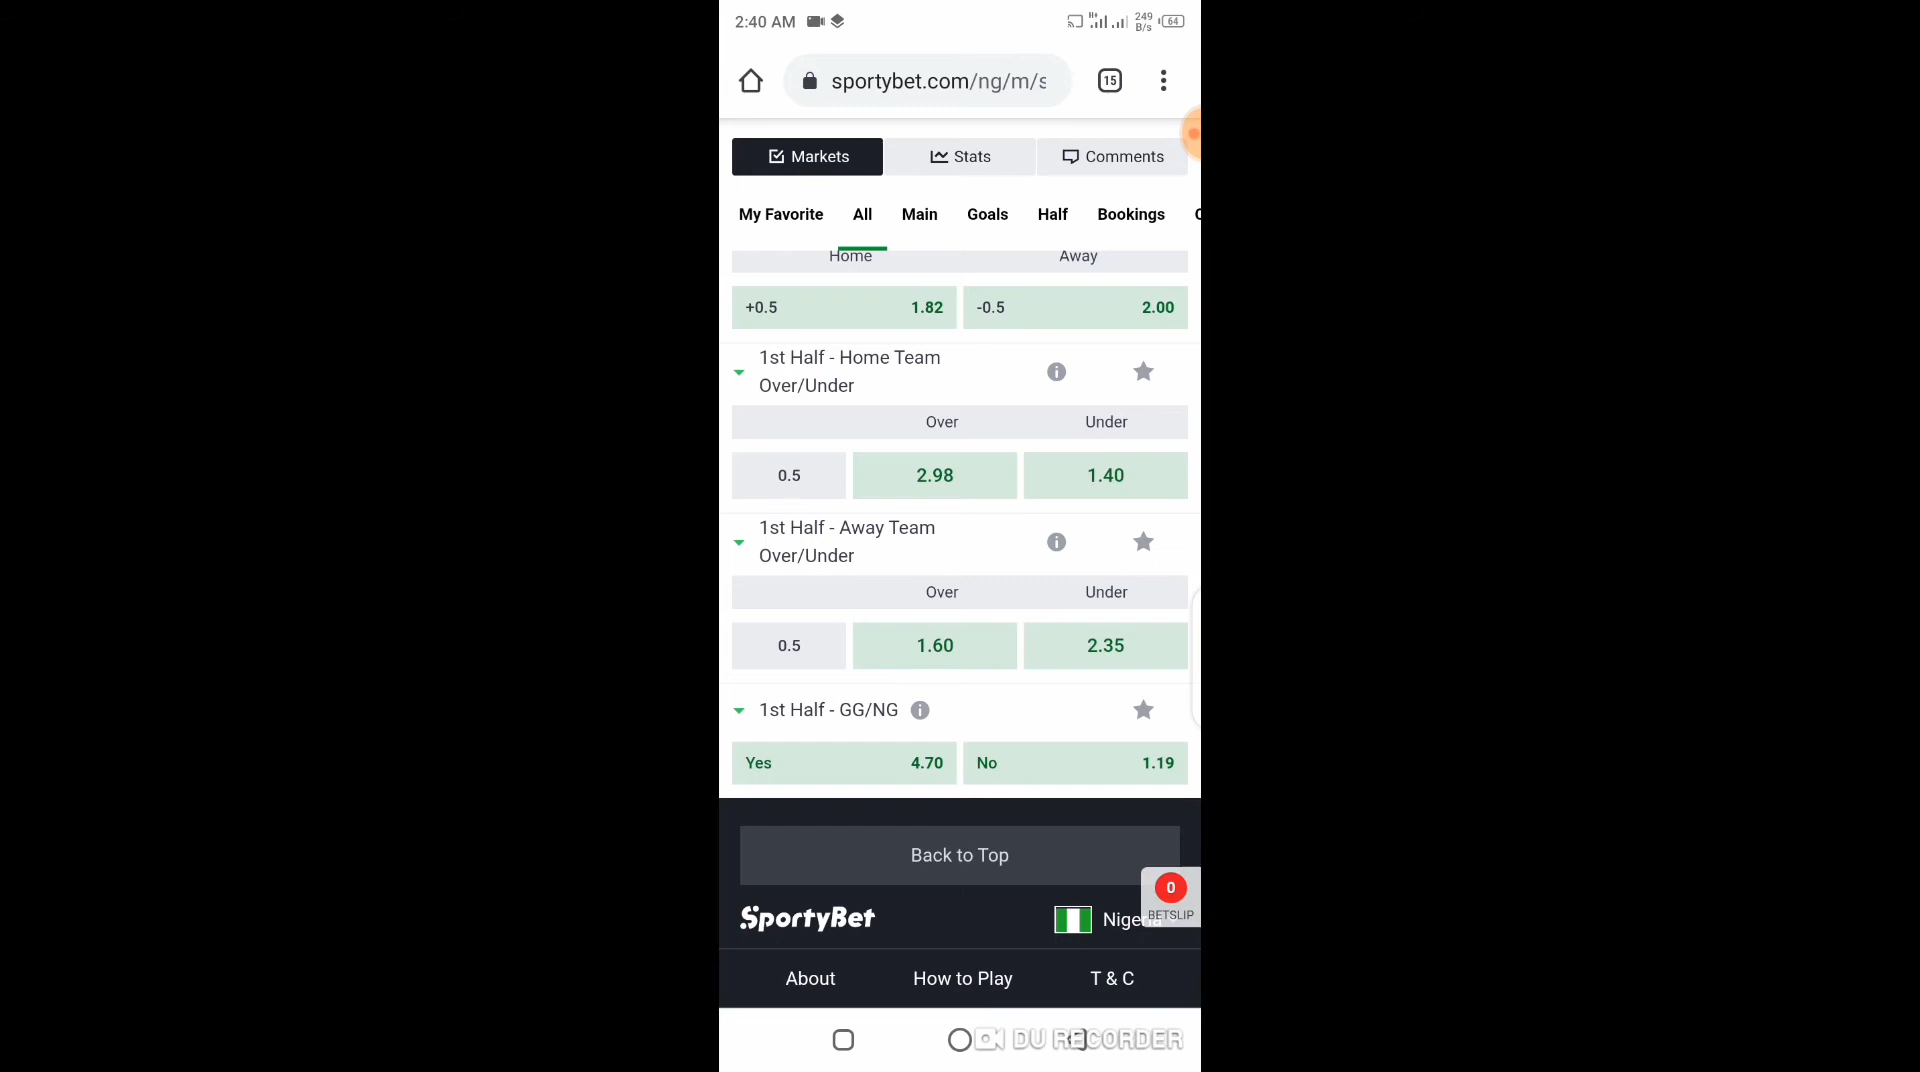 2:40 AM 249 B/s 64
sportybet.com/ng/m/s 15
Markets Stats Comments
My Favorite All Main Goals Half Bookings
Home Away
+0.5 1.82 -0.5 2.00
1st Half - Home Team
Over/Under
Over Under
0.5 2.98 1.40
1st Half - Away Team
Over/Under
Over Under
0.5 1.60 2.35
1st Half - GG/NG
Yes 4.70 No 1.19
Back to Top
0
BETSLIP
SportyBet Nigeria
About How to Play T & C
DU RECORDER